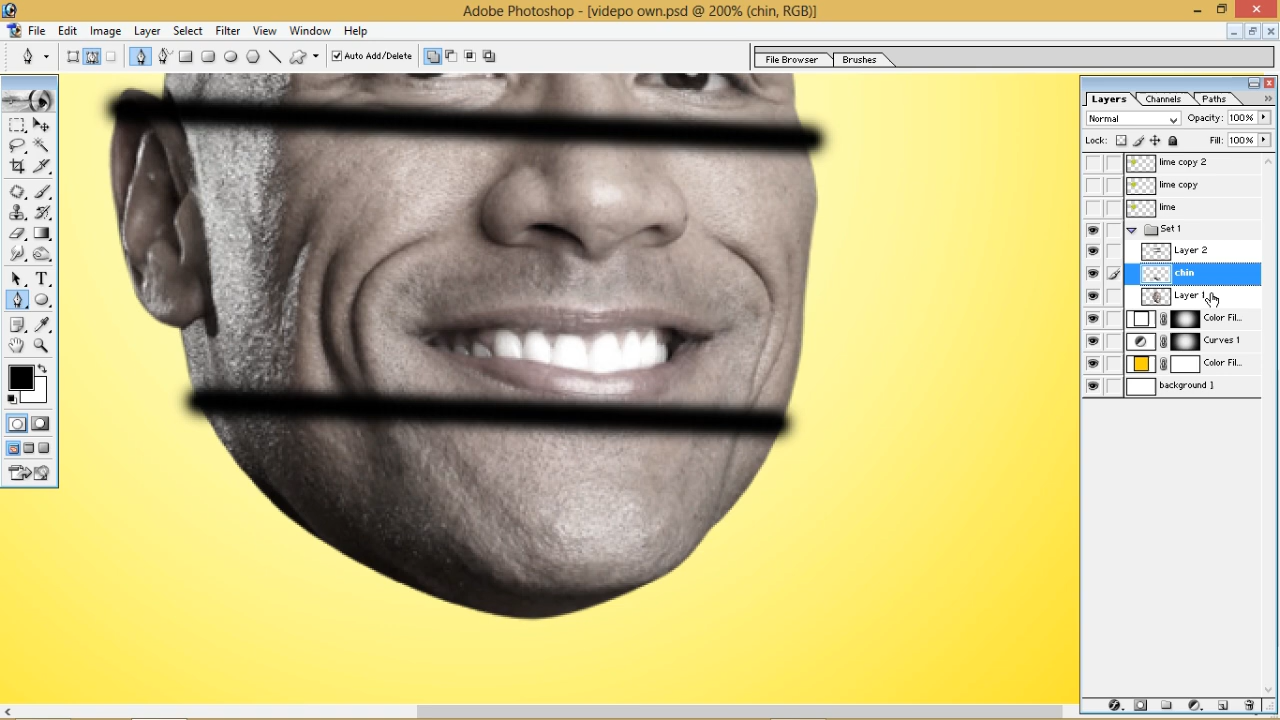 Adobe Photoshop - [videpo own.psd @ 200% (chin, RGB)]
File Edit Image Layer Select Filter View Window Help
Auto Add/Delete
File Browser Brushes
Layers Channels Paths
Normal Opacity: 100%
Lock: Fill: 100%
lime copy 2
lime copy
lime
Set 1
Layer 2
chin
Layer 1
Color Fil...
Curves 1
Color Fil...
background 1